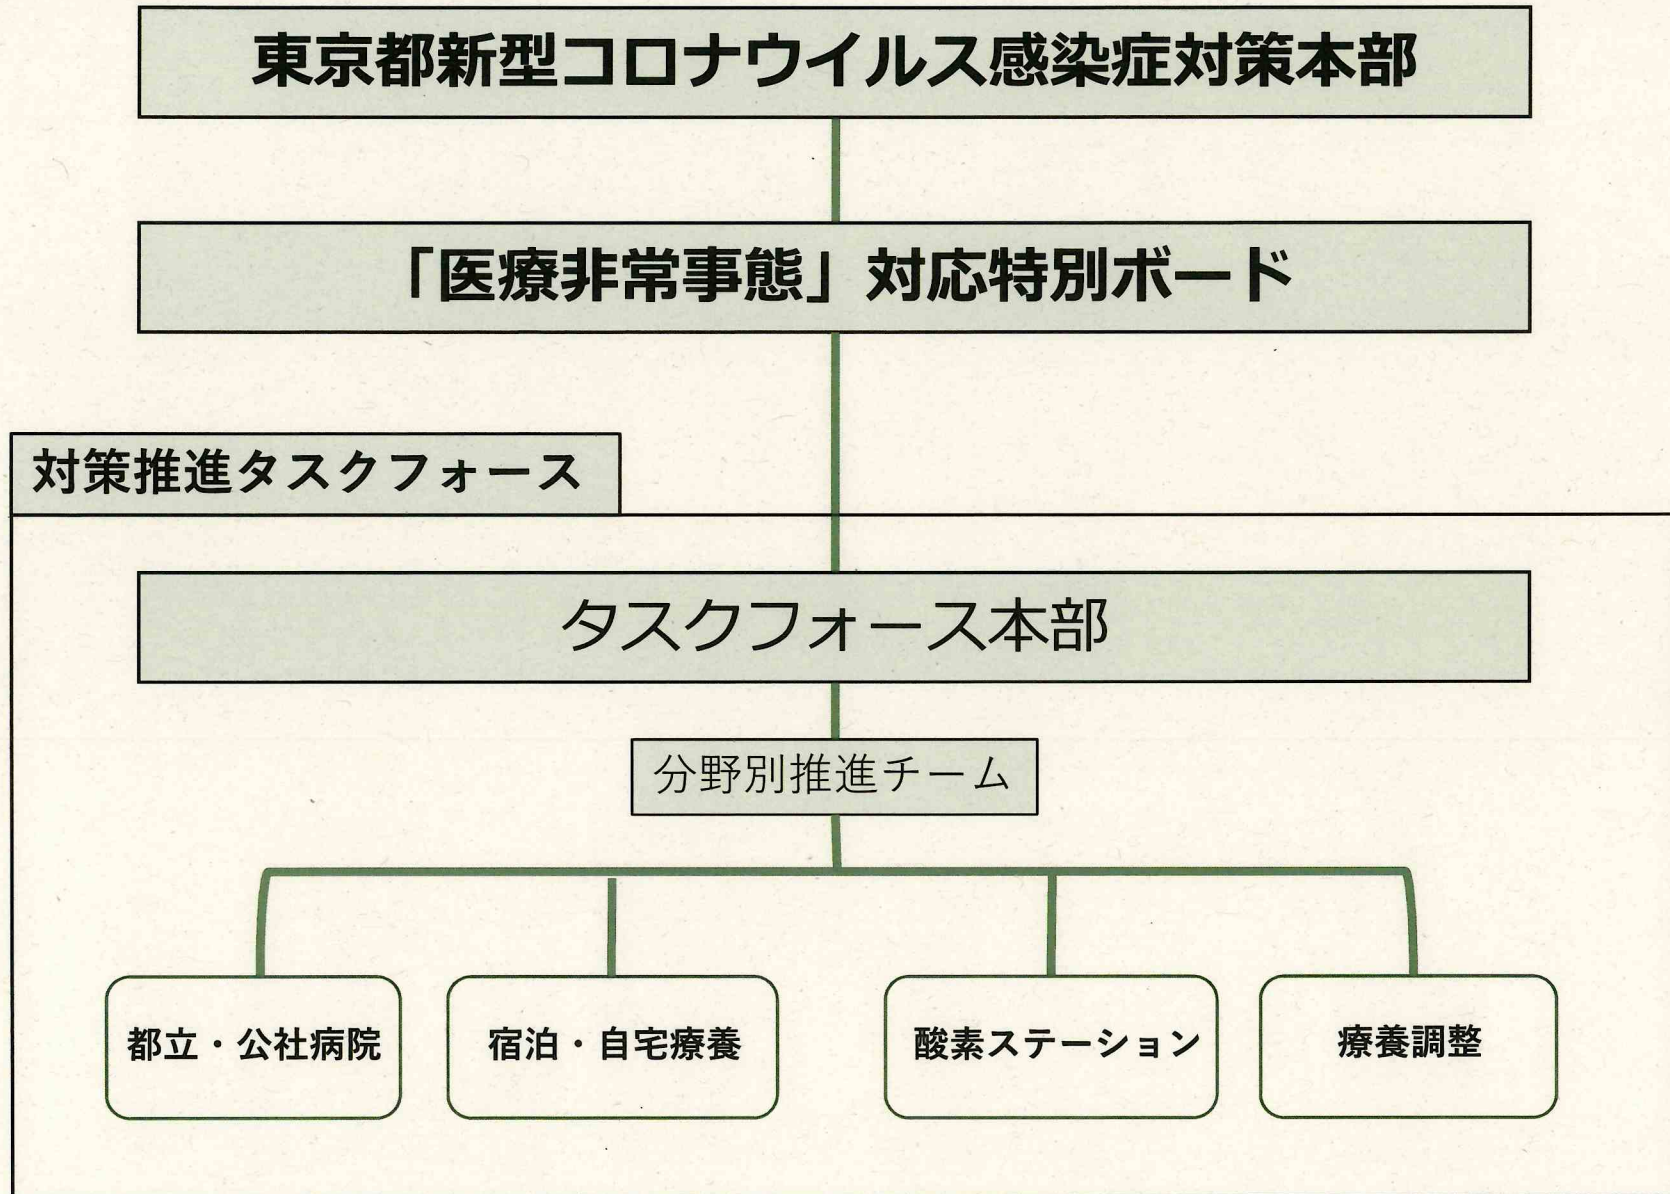 東京都新型コロナウイルス感染症対策本部
「医療非常事態」対応特別ボード
対策推進タスクフォース
タスクフォース本部
分野別推進チーム
都立・公社病院
宿泊・自宅療養
酸素ステーション
療養調整